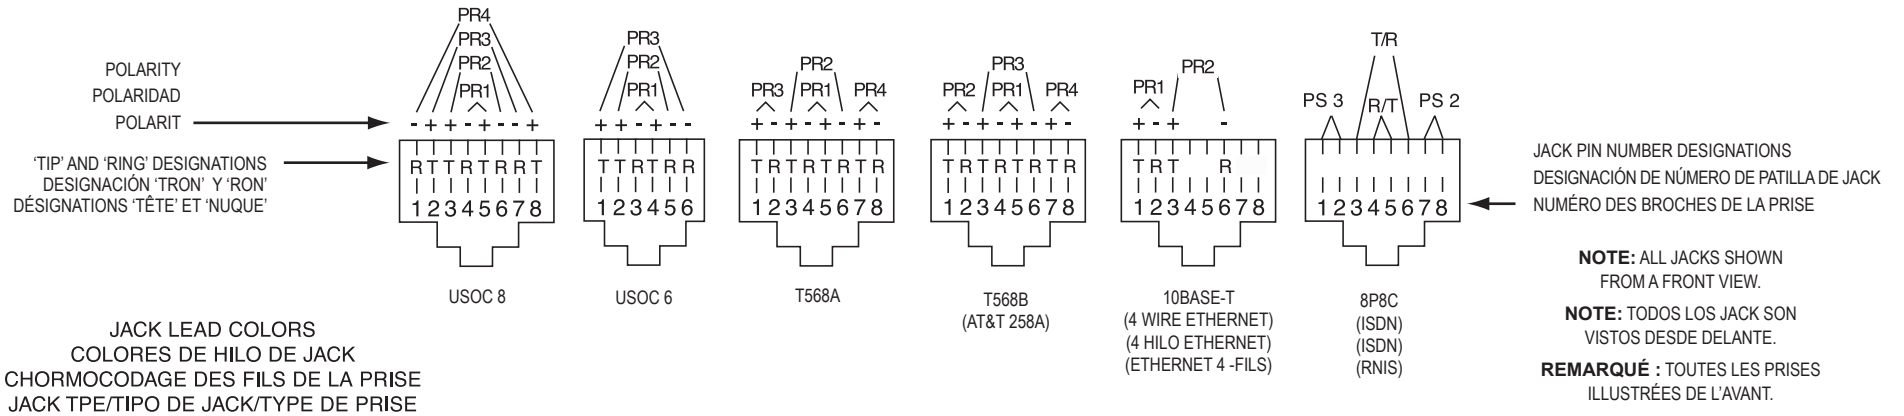 POLARITY
POLARIDAD
POLARIT
'TIP' AND 'RING' DESIGNATIONS
DESIGNACIÓN 'TRON' Y 'RON'
DÉSIGNATIONS 'TÊTE' ET 'NUQUE'
PR4
PR3
PR2
PR1
- + + - + - - +
R T T R T R R T
1 2 3 4 5 6 7 8
USOC 8
PR3
PR2
PR1
+ + - + - -
T T R T R R
1 2 3 4 5 6
USOC 6
PR2
PR3 PR1 PR4
+ - + - + - + -
T R T R T R T R
1 2 3 4 5 6 7 8
T568A
PR3
PR2 PR1 PR4
+ - + - + - + -
T R T R T R T R
1 2 3 4 5 6 7 8
T568B
(AT&T 258A)
PR2
PR1
+ - + -
T R T R
1 2 3 4 5 6 7 8
10BASE-T
(4 WIRE ETHERNET)
(4 HILO ETHERNET)
(ETHERNET 4 -FILS)
T/R
PS 3 R/T PS 2
1 2 3 4 5 6 7 8
8P8C
(ISDN)
(ISDN)
(RNIS)
JACK PIN NUMBER DESIGNATIONS
DESIGNACIÓN DE NÚMERO DE PATILLA DE JACK
NUMÉRO DES BROCHES DE LA PRISE
NOTE: ALL JACKS SHOWN
FROM A FRONT VIEW.
NOTE: TODOS LOS JACK SON
VISTOS DESDE DELANTE.
REMARQUÉ : TOUTES LES PRISES
ILLUSTRÉES DE L'AVANT.
JACK LEAD COLORS
COLORES DE HILO DE JACK
CHORMOCODAGE DES FILS DE LA PRISE
JACK TPE/TIPO DE JACK/TYPE DE PRISE